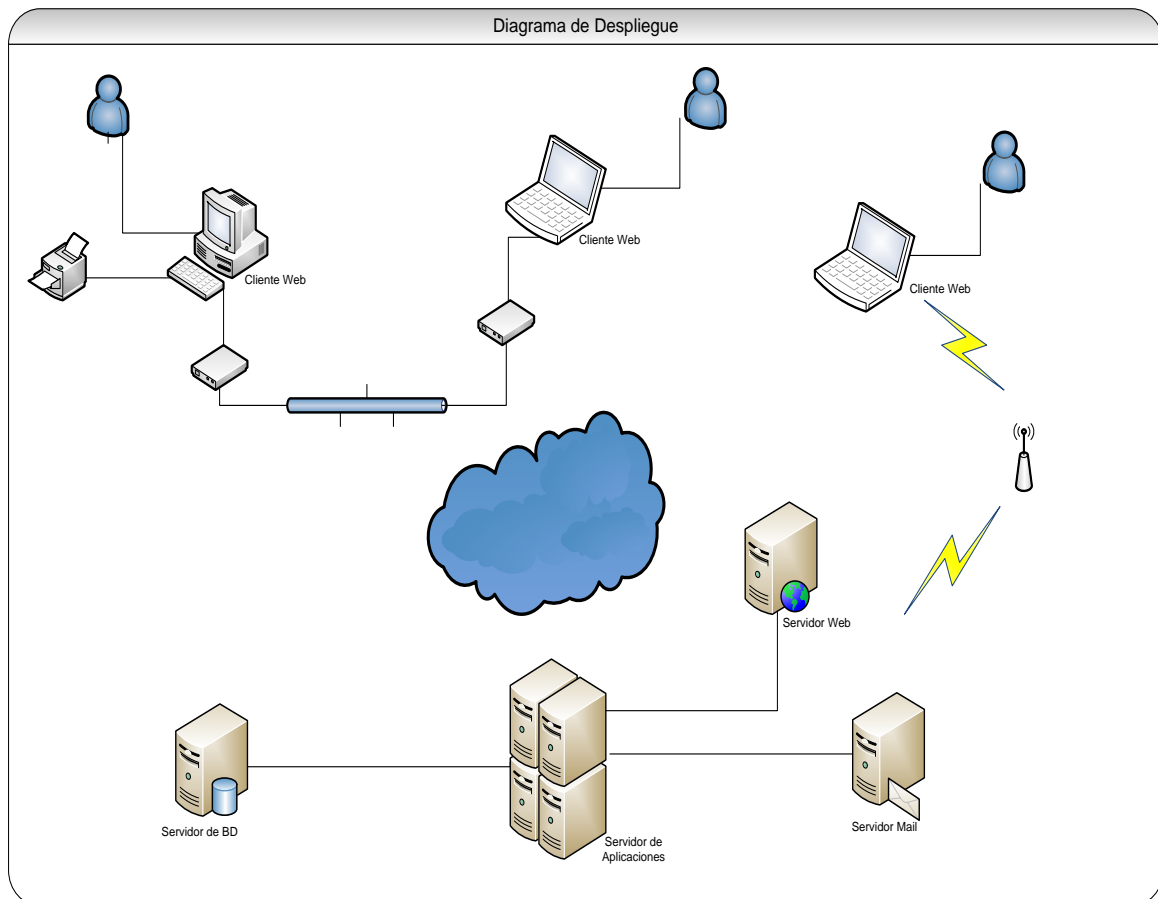 Diagrama de Despliegue
Cliente Web
Cliente Web
Cliente Web
Servidor Web
Servidor de BD
Servidor de
Aplicaciones
Servidor Mail